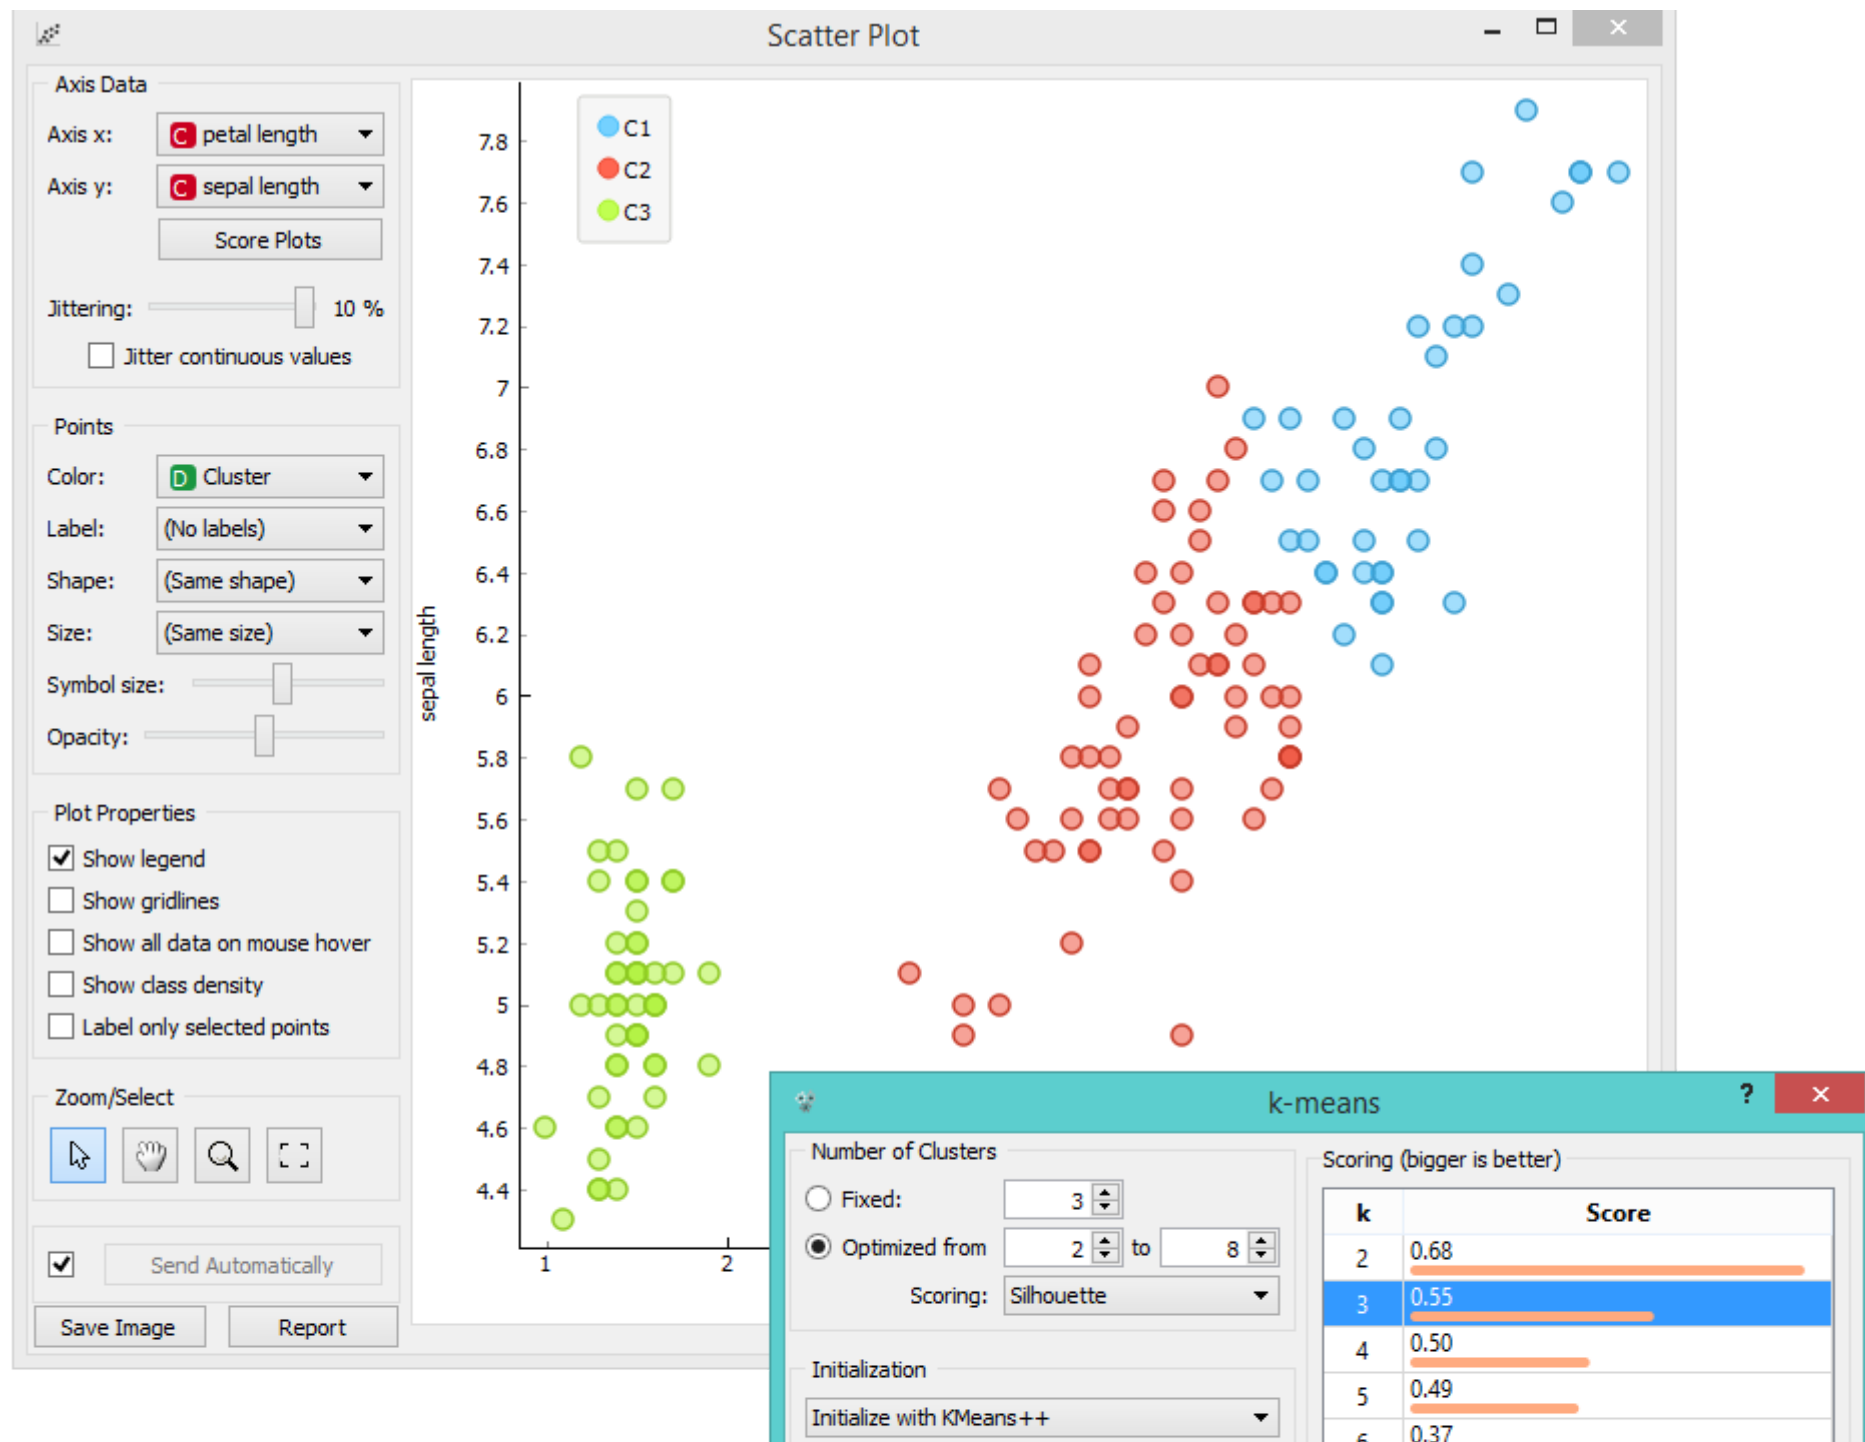 Scatter Plot
Axis Data
Axis x: C petal length
Axis y: C sepal length
Score Plots
Jittering: 10 %
Jitter continuous values
Points
Color: D Cluster
Label: (No labels)
Shape: (Same shape)
Size: (Same size)
Symbol size:
Opacity:
Plot Properties
Show legend
Show gridlines
Show all data on mouse hover
Show class density
Label only selected points
Zoom/Select
Send Automatically
Save Image Report
C1
C2
C3
sepal length
7.8
7.6
7.4
7.2
7
6.8
6.6
6.4
6.2
6
5.8
5.6
5.4
5.2
5
4.8
4.6
4.4
1 2
k-means ?
Number of Clusters
Fixed: 3
Optimized from 2 to 8
Scoring: Silhouette
Initialization
Initialize with KMeans++
Scoring (bigger is better)
k Score
2 0.68
3 0.55
4 0.50
5 0.49
6 0.37